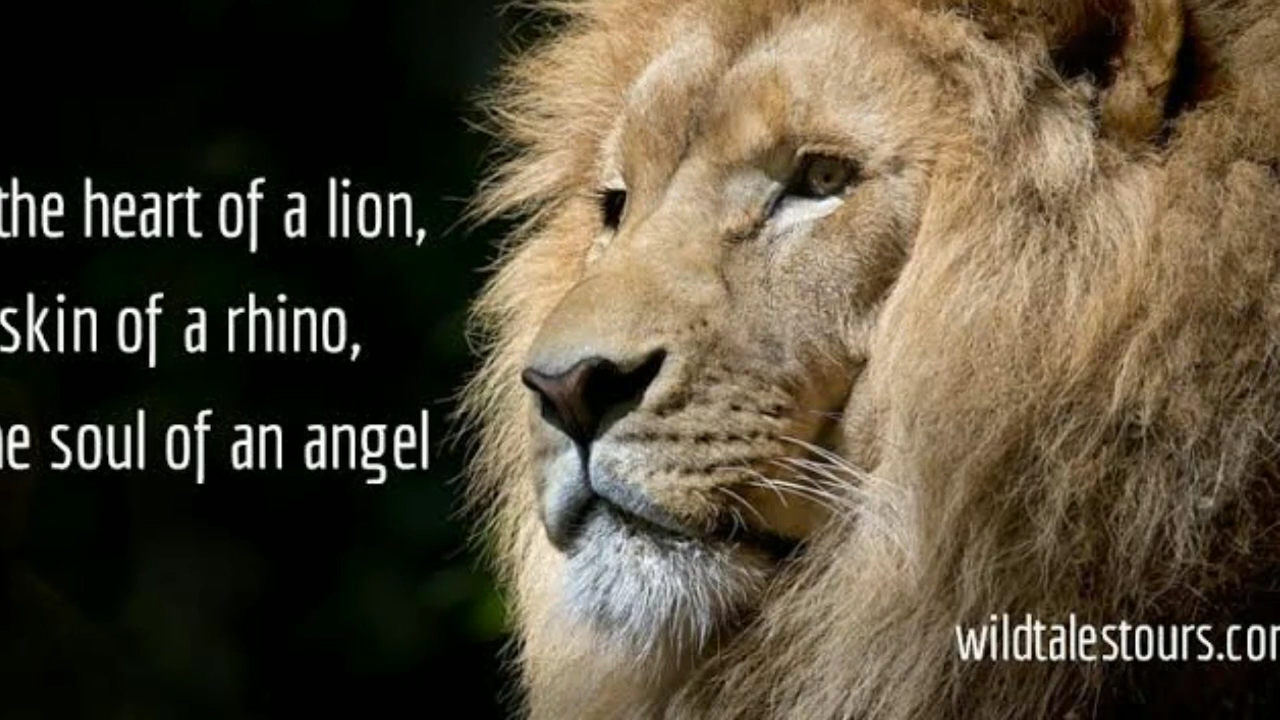 the heart of a lion,
skin of a rhino,
soul of an angel
wildtalestours.co